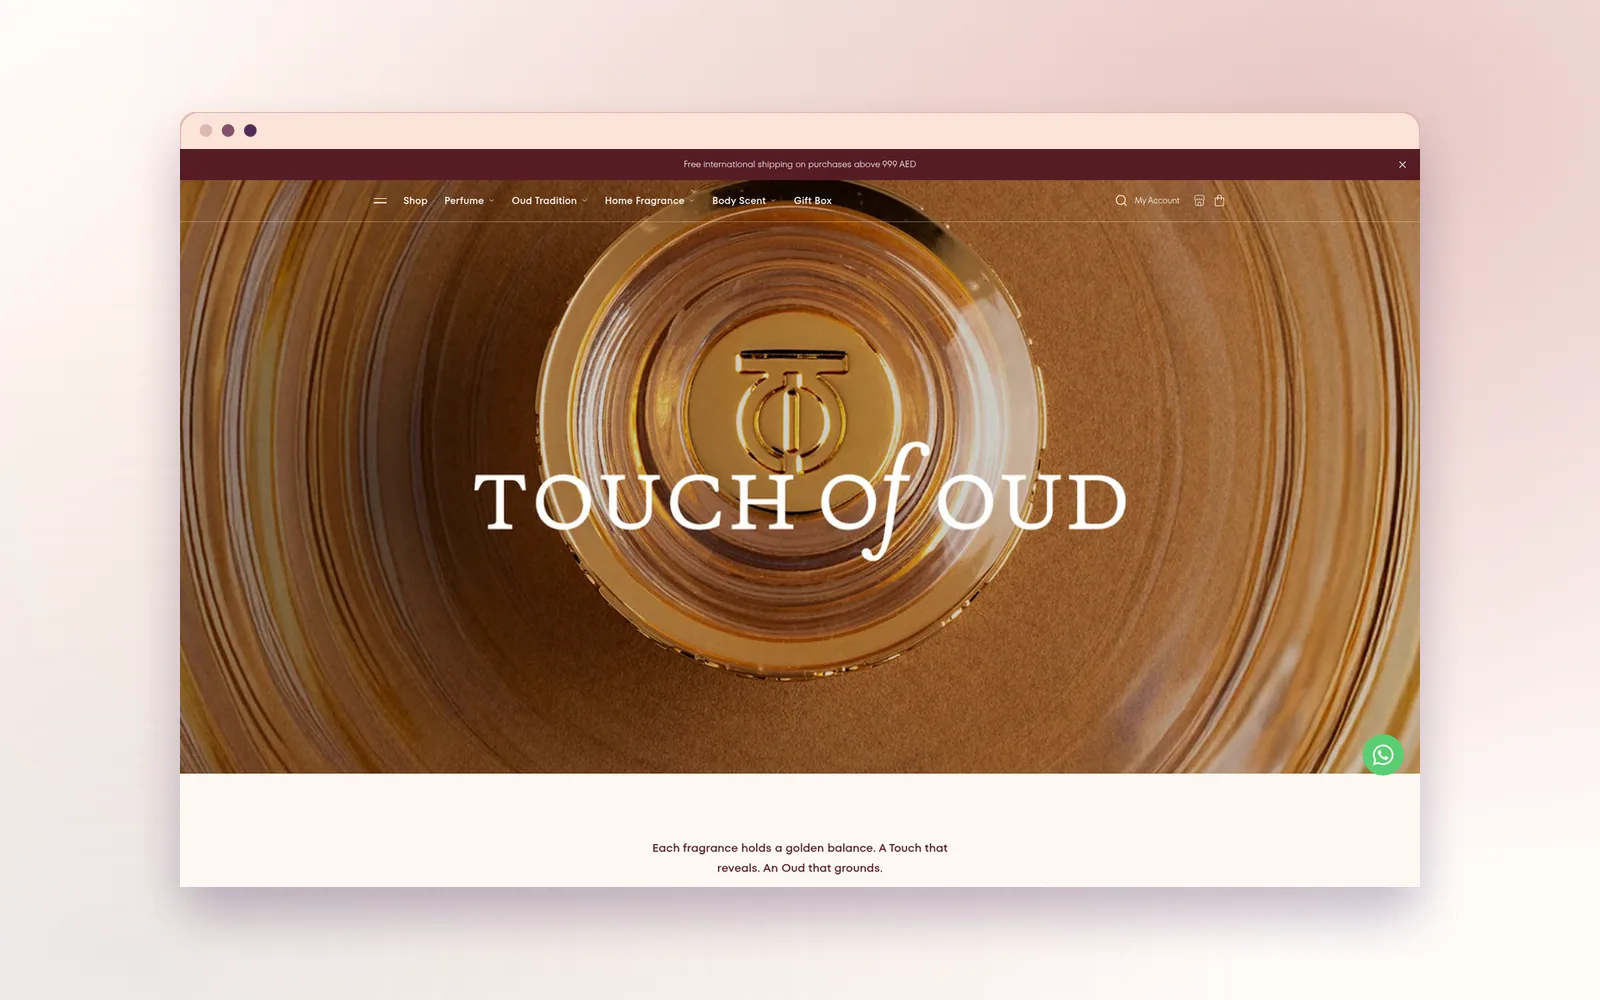 Free international shipping on purchases above 999 AED
Shop Perfume Oud Tradition Home Fragrance Body Scent Gift Box My Account
TOUCH Of OUD
Each fragrance holds a golden balance. A Touch that
reveals. An Oud that grounds.